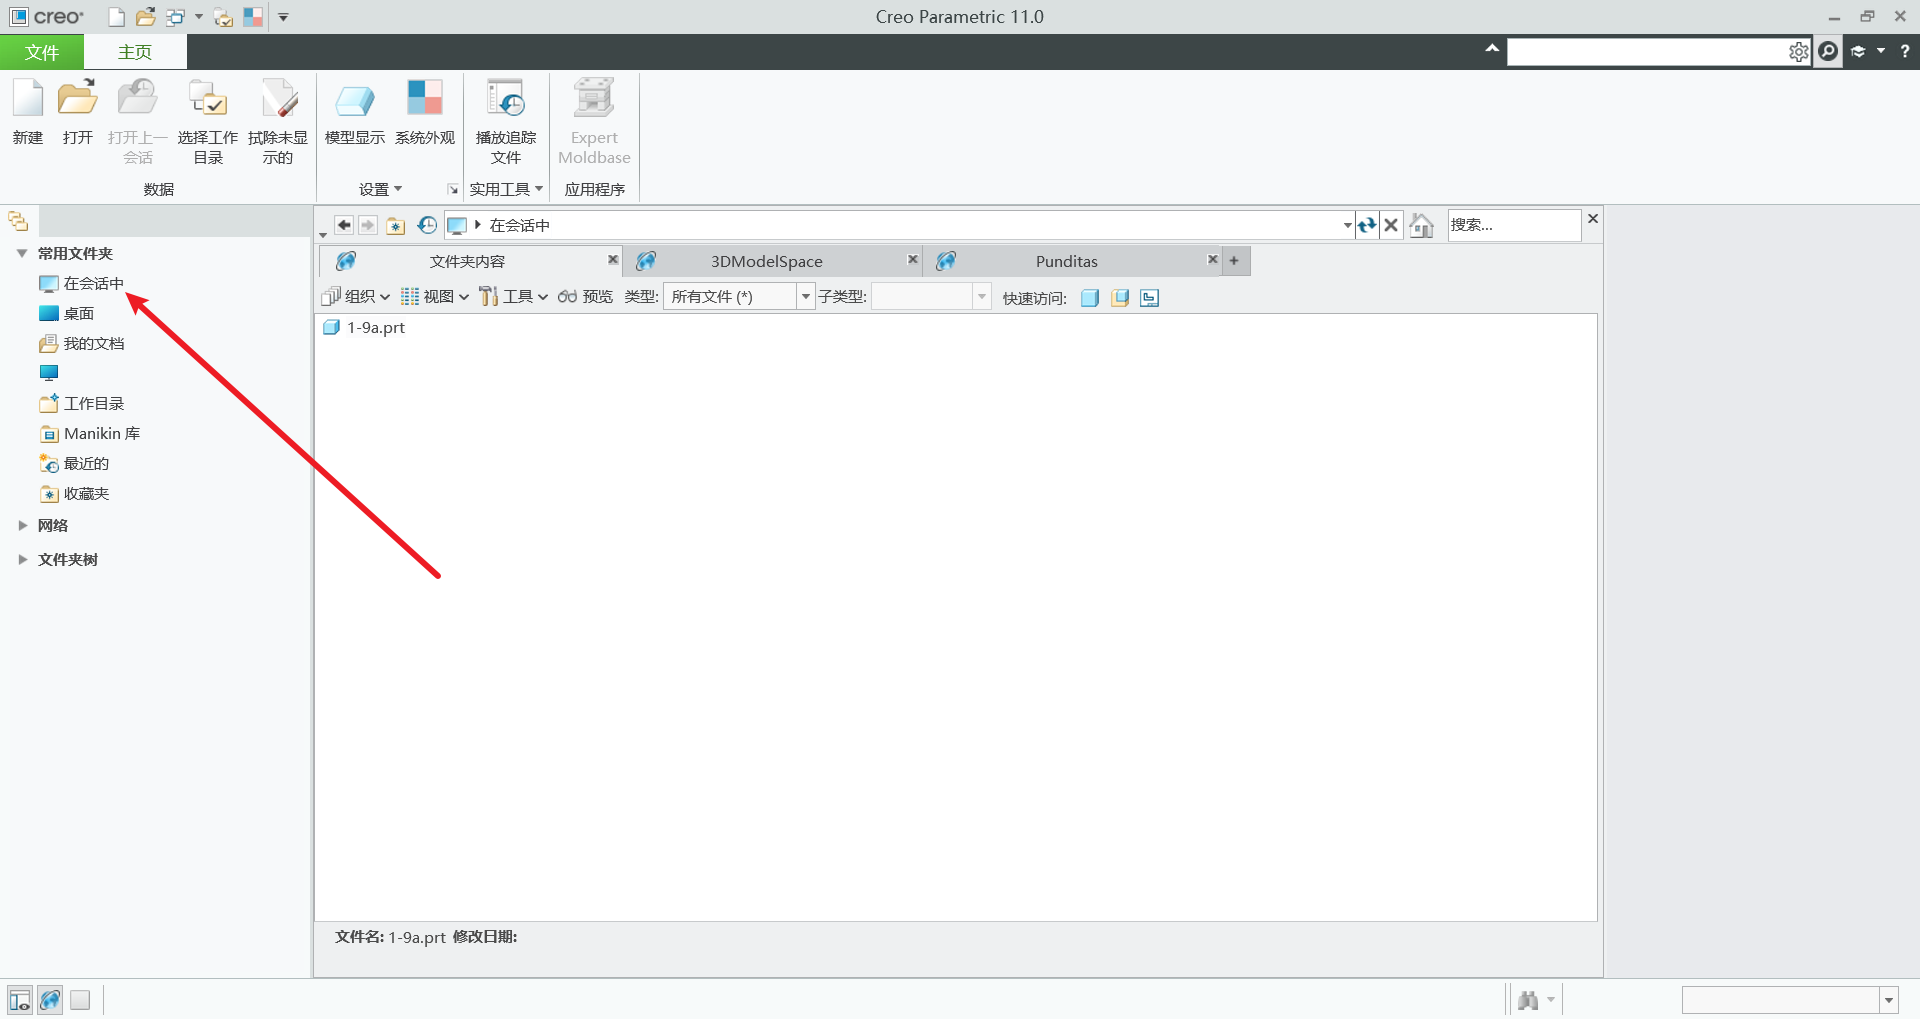 creo
Creo Parametric 11.0
文件
主页
?
新建
打开
打开上一
会话
选择工作
目录
拭除未显
示的
数据
模型显示
系统外观
设置
播放追踪
文件
实用工具
Expert
Moldbase
应用程序
在会话中
搜索...
常用文件夹
在会话中
桌面
我的文档
工作目录
Manikin 库
最近的
收藏夹
网络
文件夹树
文件夹内容
3DModelSpace
Punditas
+
组织
视图
工具
预览
类型:
所有文件 (*)
子类型:
快速访问:
1-9a.prt
文件名: 1-9a.prt 修改日期: